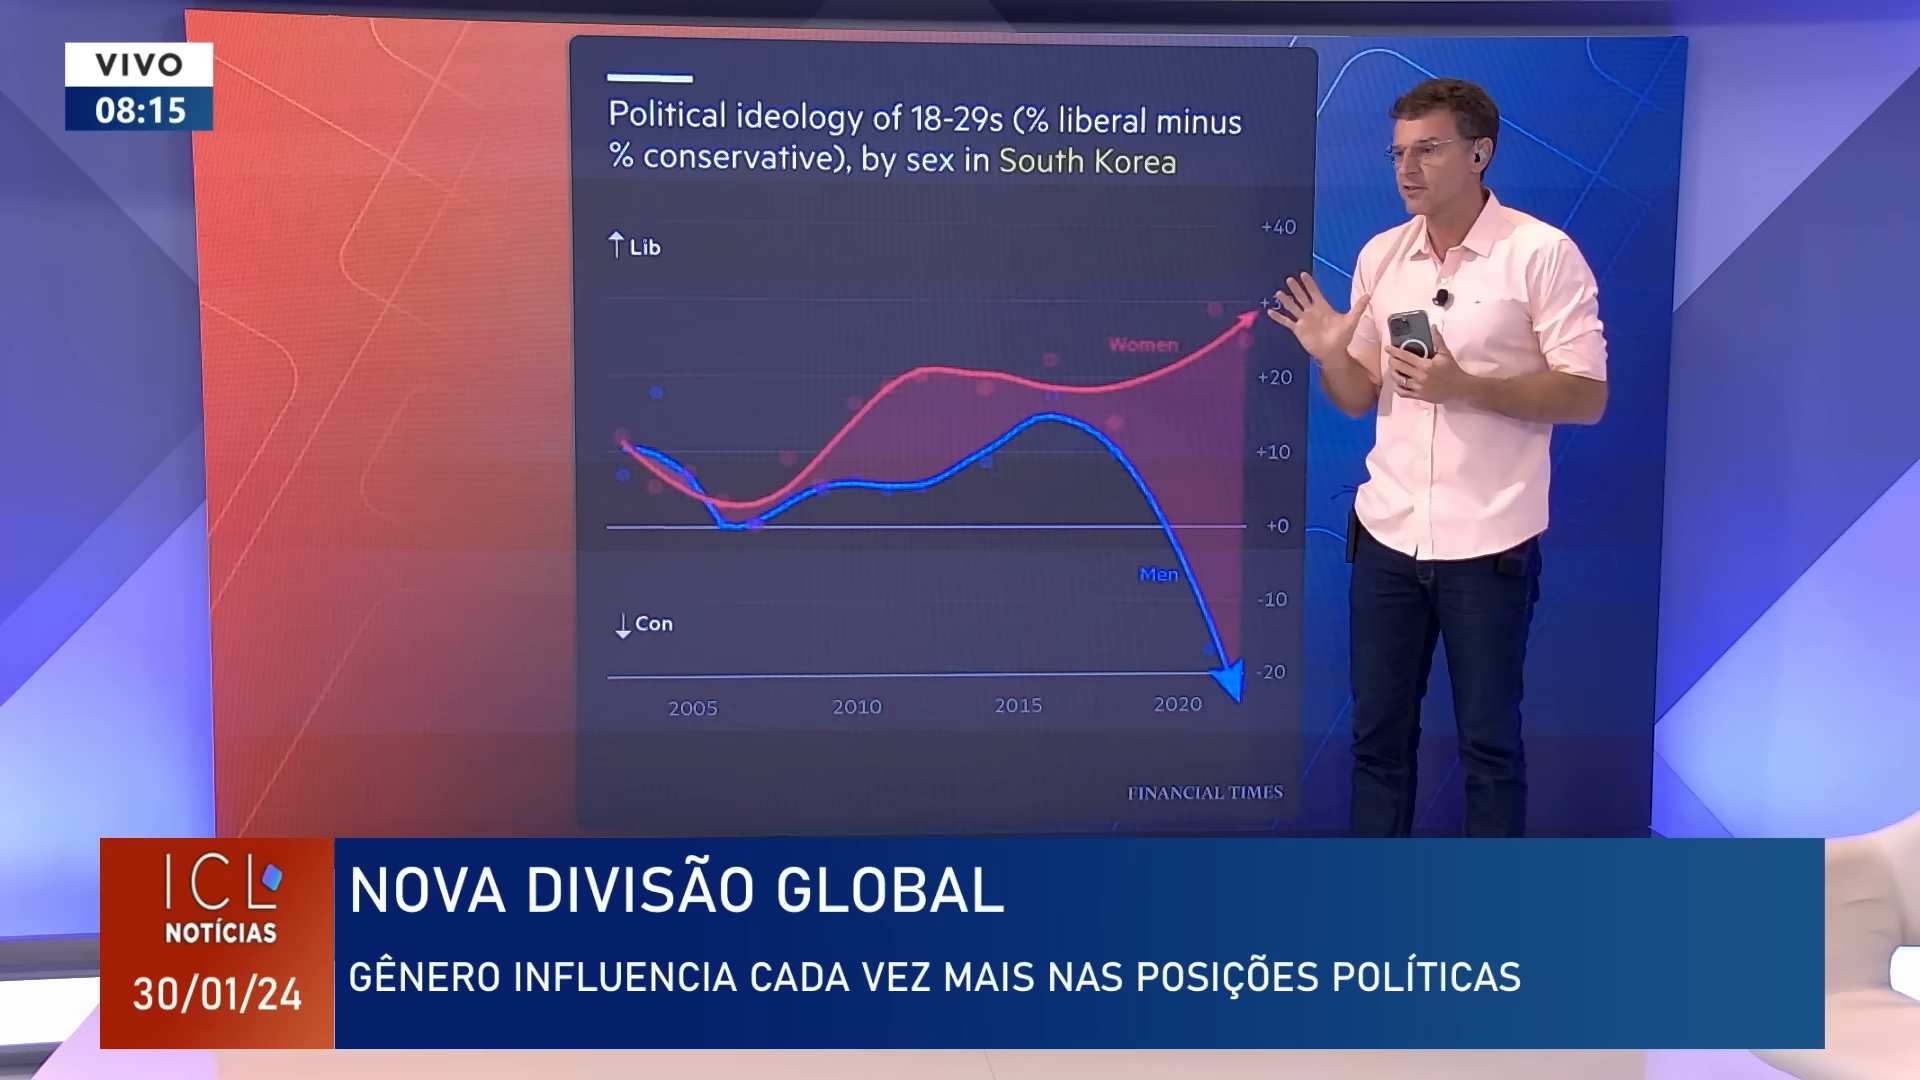 VIVO
08:15
Political ideology of 18-29s (% liberal minus
% conservative), by sex in South Korea
+40
↑ Lib
Women
+20
+10
+0
Men
-10
↓ Con
-20
2005 2010 2015 2020
FINANCIAL TIMES
ICL
NOTÍCIAS
30/01/24
NOVA DIVISÃO GLOBAL
GÊNERO INFLUENCIA CADA VEZ MAIS NAS POSIÇÕES POLÍTICAS